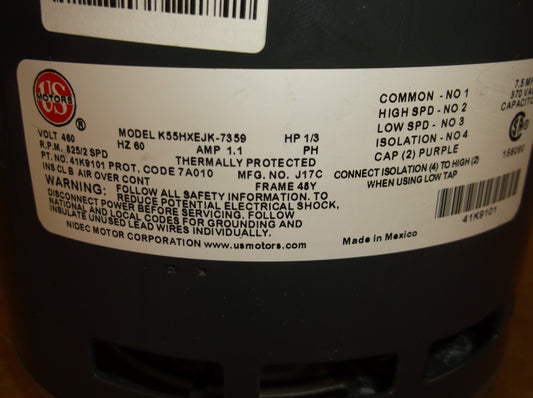 US
MOTORS
®
MODEL K55HXEJK-7359 HP 1/3
VOLT 460 HZ 60 AMP 1.1 PH
R.P.M. 825/2 SPD THERMALLY PROTECTED
PT. NO. 41K9101 PROT. CODE 7A010 MFG. NO. J17C
INS CL B AIR OVER CONT FRAME 48Y
WARNING: FOLLOW ALL SAFETY INFORMATION. TO
REDUCE POTENTIAL ELECTRICAL SHOCK,
DISCONNECT POWER BEFORE SERVICING. FOLLOW
NATIONAL AND LOCAL CODES FOR GROUNDING AND
INSULATE UNUSED LEAD WIRES INDIVIDUALLY.
NIDEC MOTOR CORPORATION www.usmotors.com
Made in Mexico
COMMON - NO 1
HIGH SPD - NO 2
LOW SPD - NO 3
ISOLATION - NO 4
CAP (2) PURPLE
CONNECT ISOLATION (4) TO HIGH (2)
WHEN USING LOW TAP
7.5
370
41K9101